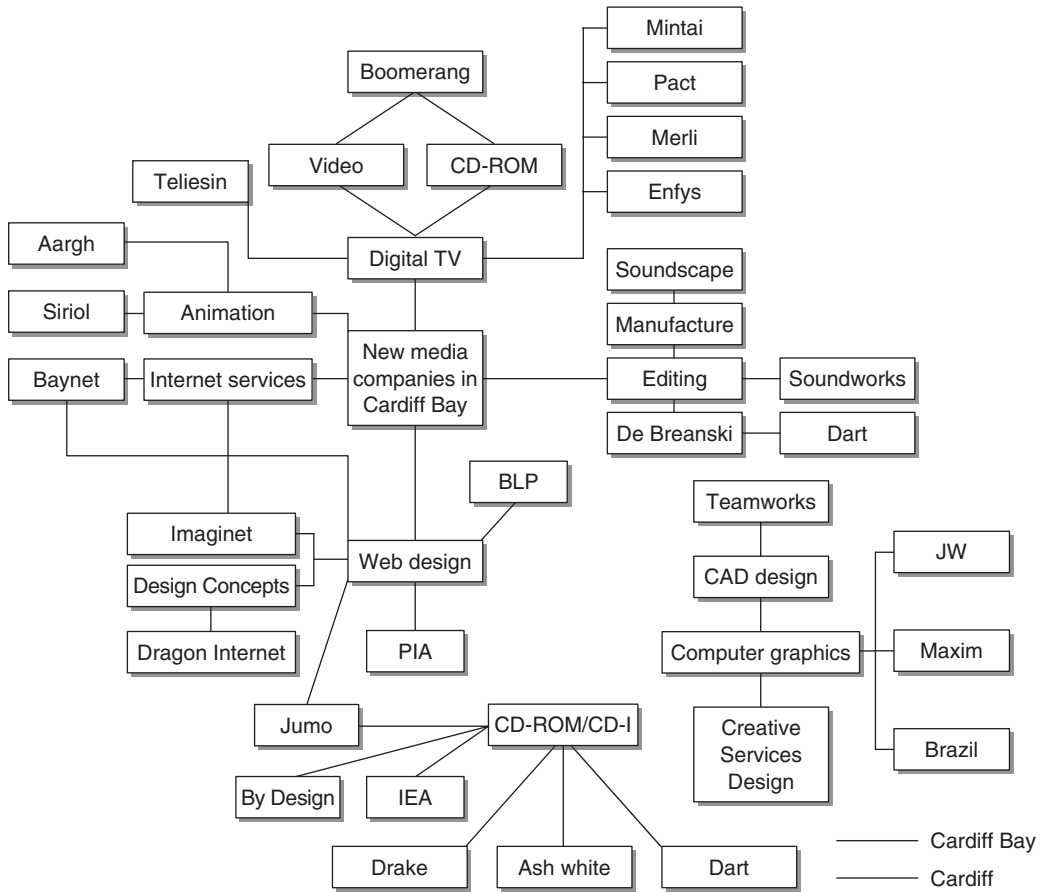 Mintai
Boomerang
Pact
Merli
Video
CD-ROM
Teliesin
Enfys
Aargh
Digital TV
Soundscape
Siriol
Animation
Manufacture
New media
companies in
Cardiff Bay
Baynet
Internet services
Editing
Soundworks
De Breanski
Dart
BLP
Teamworks
Imaginet
Web design
JW
Design Concepts
CAD design
Dragon Internet
PIA
Computer graphics
Maxim
Jumo
CD-ROM/CD-I
Creative
Services
Design
Brazil
By Design
IEA
Drake
Ash white
Dart
Cardiff Bay
Cardiff